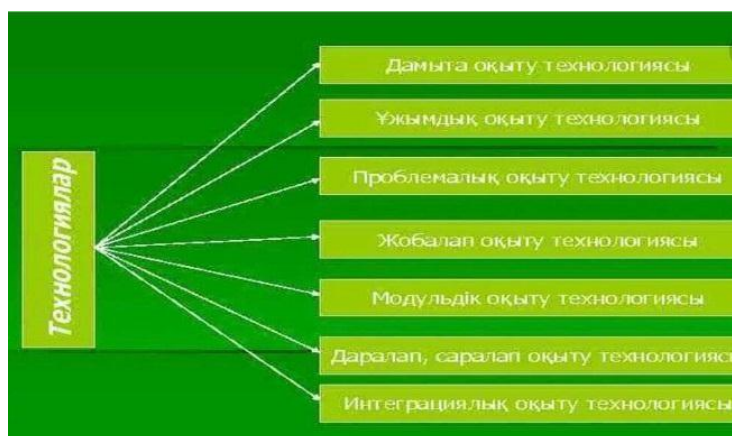 Технологиялар
Дамыта оқыту технологиясы
Ұжымдық оқыту технологиясы
Проблемалық оқыту технологиясы
Жобалап оқыту технологиясы
Модульдік оқыту технологиясы
Даралап, саралап оқыту технологиясы
Интеграциялық оқыту технологиясы